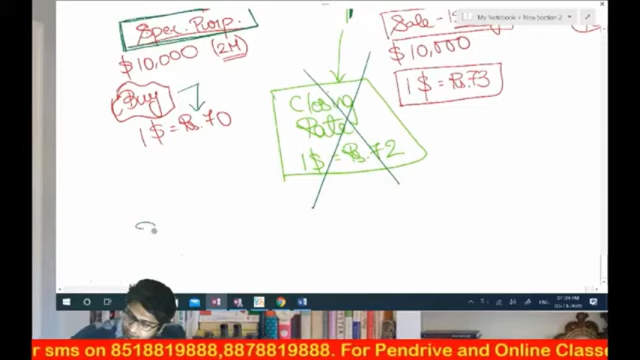 Spec. Purp.
$10,000 (2M)
Buy
1$ = Rs.70
Closing
Rate
1$ = Rs.72
Sale -
$10,000
1$ = Rs.73
My Notebook • New Section 2
ENG
r sms on 8518819888,8878819888. For Pendrive and Online Classe